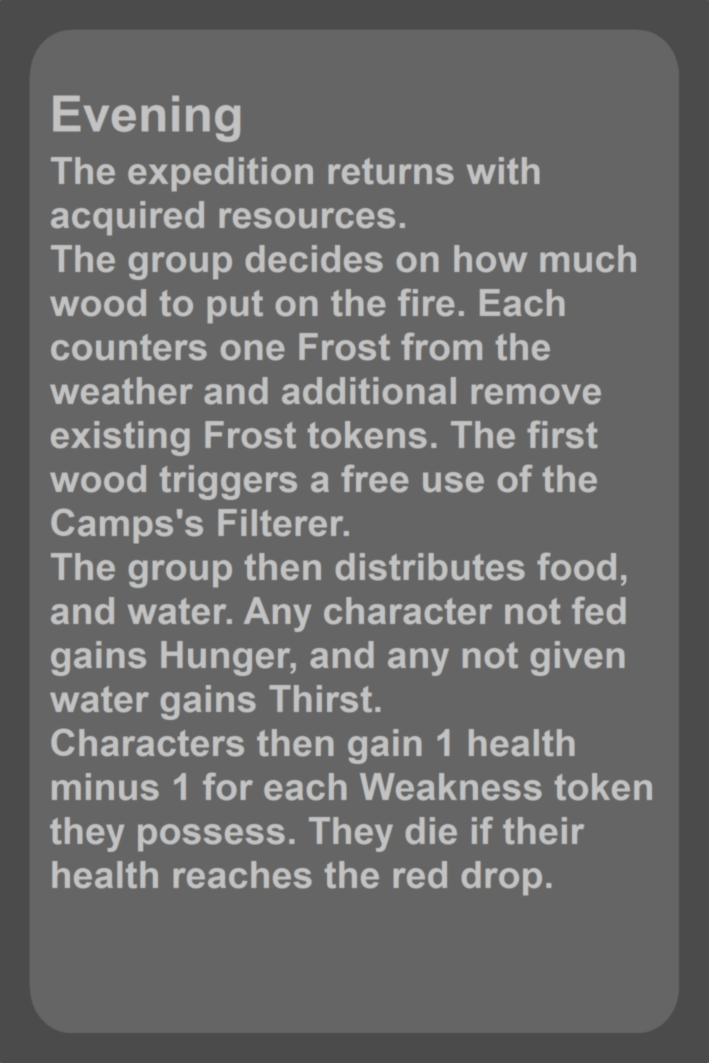 Evening
The expedition returns with
acquired resources.
The group decides on how much
wood to put on the fire. Each
counters one Frost from the
weather and additional remove
existing Frost tokens. The first
wood triggers a free use of the
Camps's Filterer.
The group then distributes food,
and water. Any character not fed
gains Hunger, and any not given
water gains Thirst.
Characters then gain 1 health
minus 1 for each Weakness token
they possess. They die if their
health reaches the red drop.